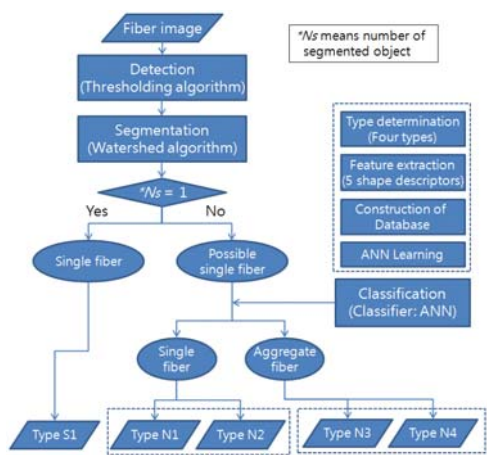 Fiber image
*Ns means number of
segmented object
Detection
(Thresholding algorithm)
Segmentation
(Watershed algorithm)
*Ns = 1
Yes
No
Single fiber
Possible
single fiber
Type determination
(Four types)
Feature extraction
(5 shape descriptors)
Construction of
Database
ANN Learning
Classification
(Classifier: ANN)
Single
fiber
Aggregate
fiber
Type S1
Type N1
Type N2
Type N3
Type N4